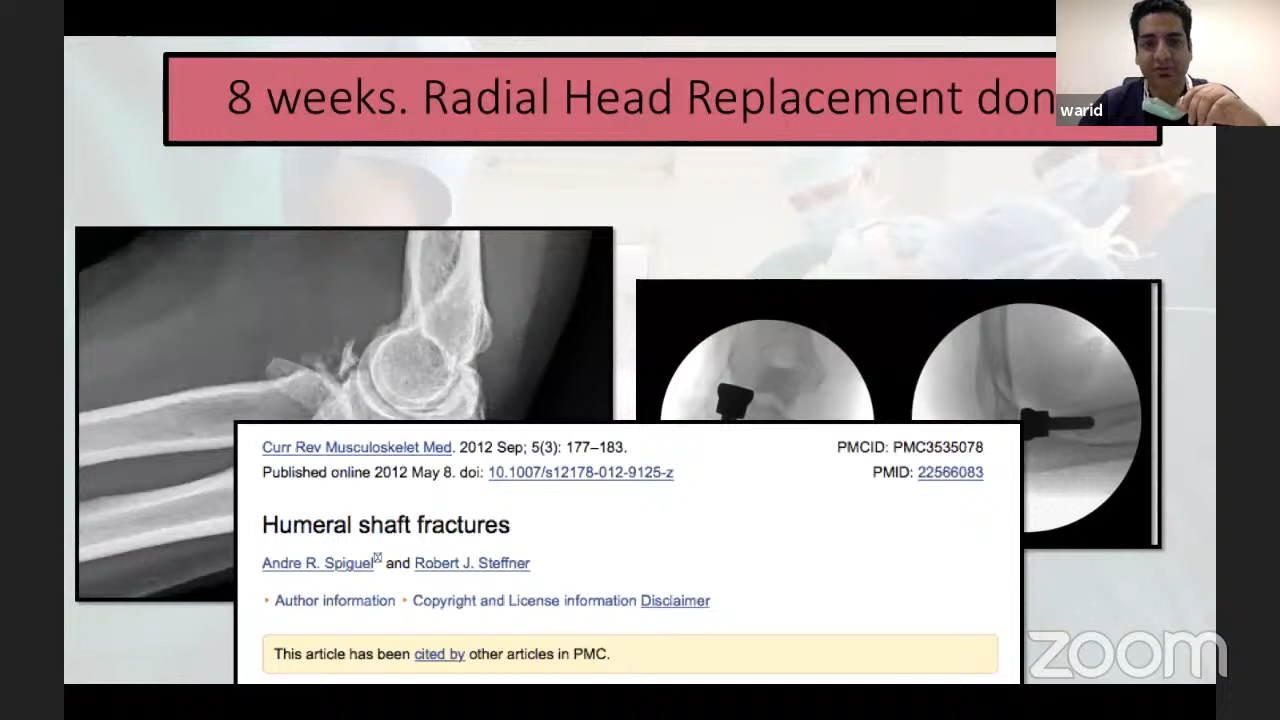 8 weeks. Radial Head Replacement don
warid
Curr Rev Musculoskelet Med. 2012 Sep; 5(3): 177–183.
PMCID: PMC3535078
Published online 2012 May 8. doi: 10.1007/s12178-012-9125-z
PMID: 22566083
Humeral shaft fractures
Andre R. Spiguel and Robert J. Steffner
‣ Author information ‣ Copyright and License information Disclaimer
This article has been cited by other articles in PMC.
zoom